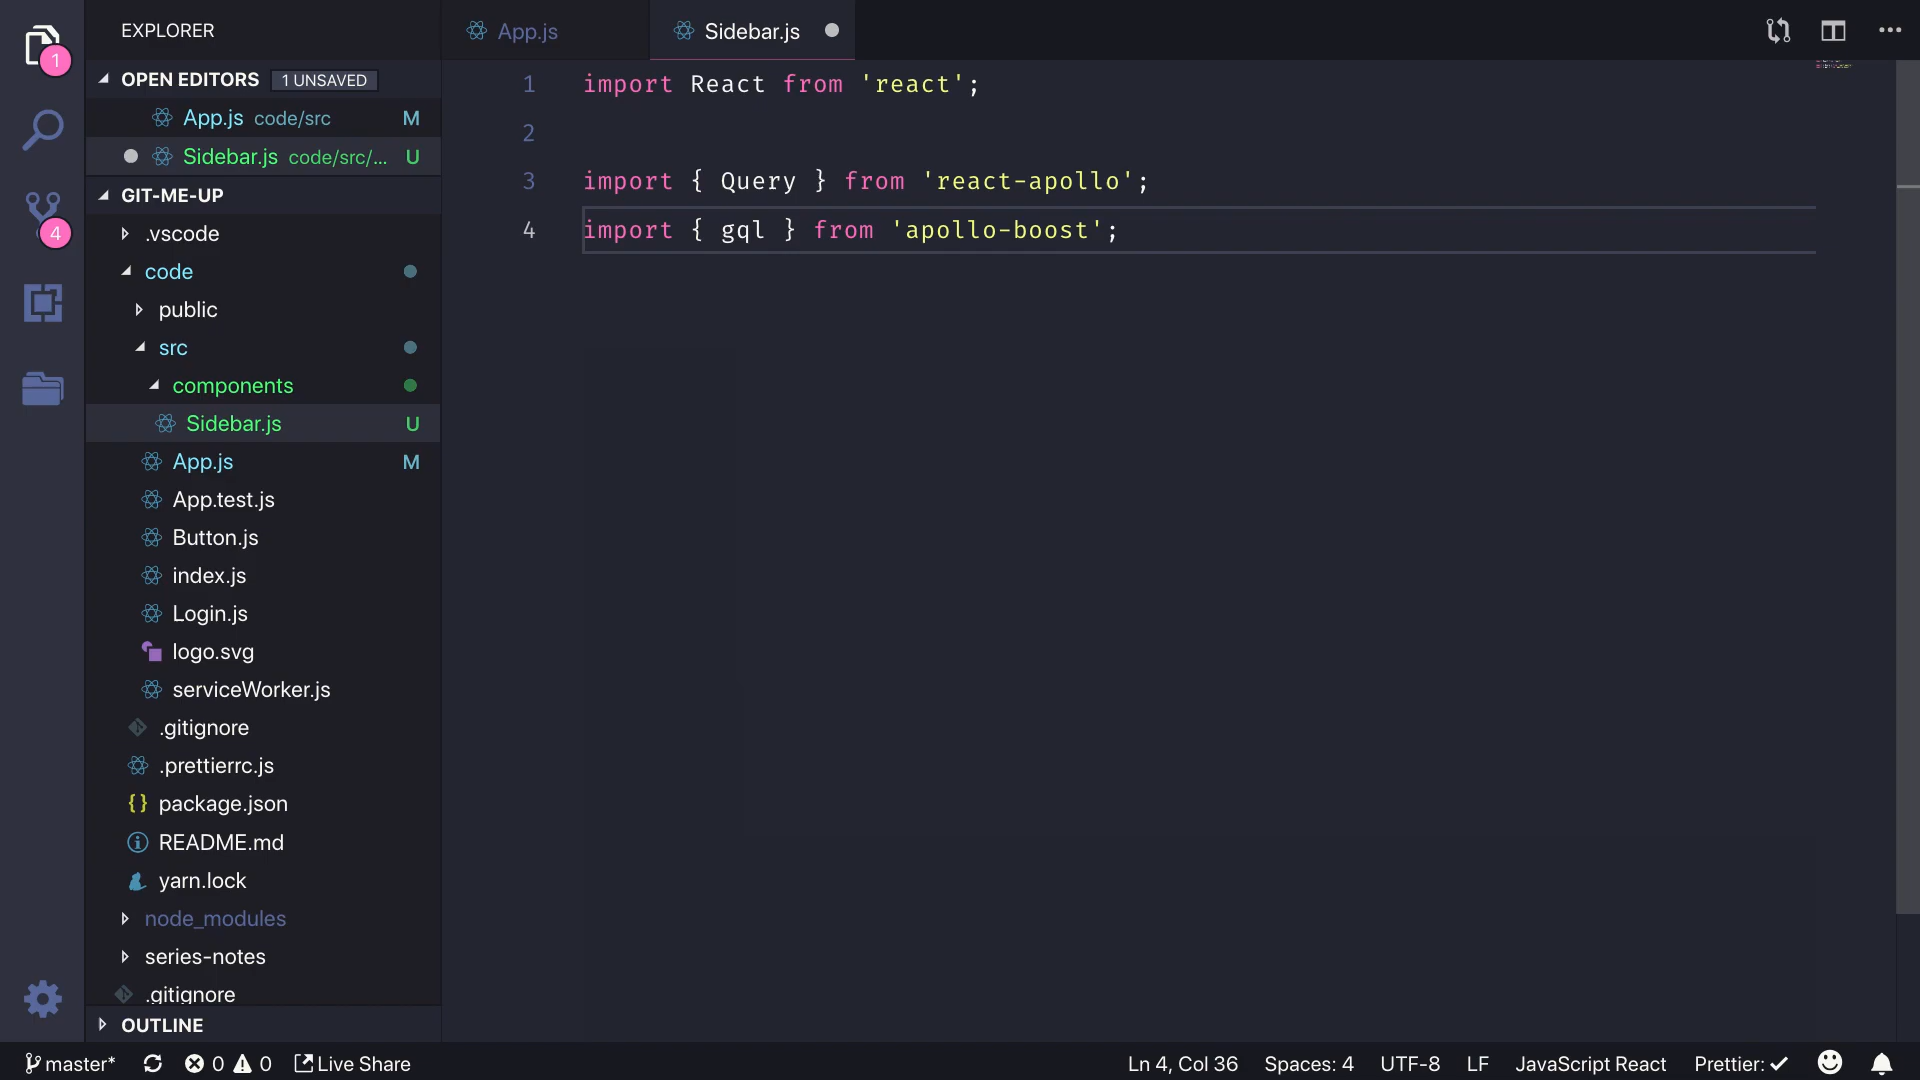 EXPLORER
OPEN EDITORS 1 UNSAVED
App.js code/src M
Sidebar.js code/src/... U
GIT-ME-UP
.vscode
code
public
src
components
Sidebar.js U
App.js M
App.test.js
Button.js
index.js
Login.js
logo.svg
serviceWorker.js
.gitignore
.prettierrc.js
package.json
README.md
yarn.lock
node_modules
series-notes
.gitignore
OUTLINE
1
4
App.js
Sidebar.js
1 import React from 'react';
2
3 import { Query } from 'react-apollo';
4 import { gql } from 'apollo-boost';
master* 0 0 Live Share
Ln 4, Col 36 Spaces: 4 UTF-8 LF JavaScript React Prettier: ✓